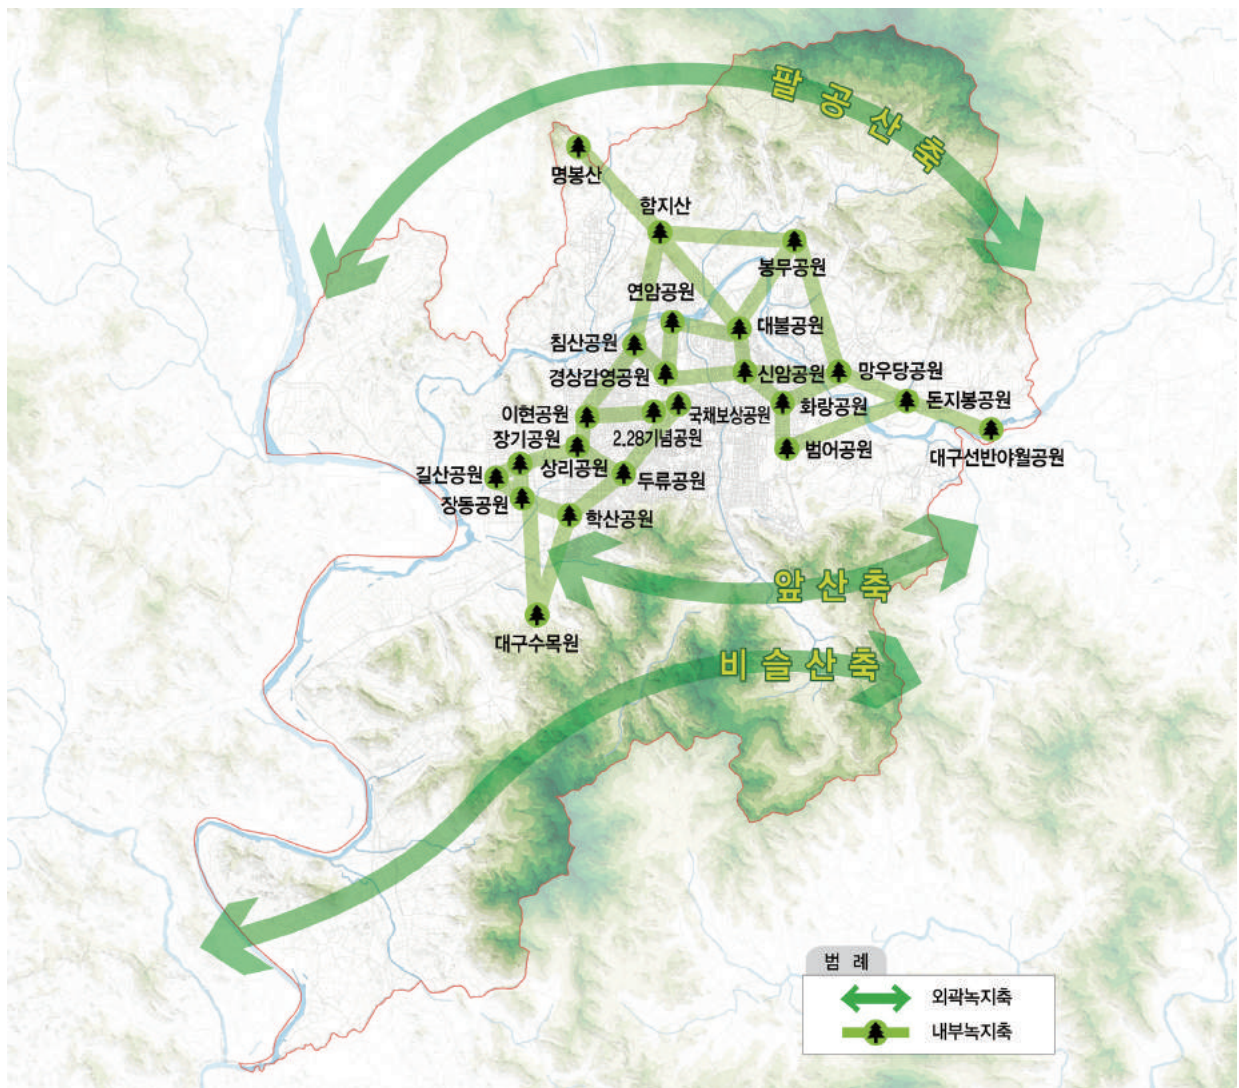 팔공산축
명봉산
함지산
봉무공원
연암공원
대불공원
침산공원
경상감영공원
신암공원
망우당공원
이현공원
국채보상공원
화랑공원
돈지봉공원
장기공원
2.28기념공원
범어공원
대구선반야월공원
길산공원
상리공원
두류공원
장동공원
학산공원
앞산축
대구수목원
비슬산축
범 례
외곽녹지축
내부녹지축